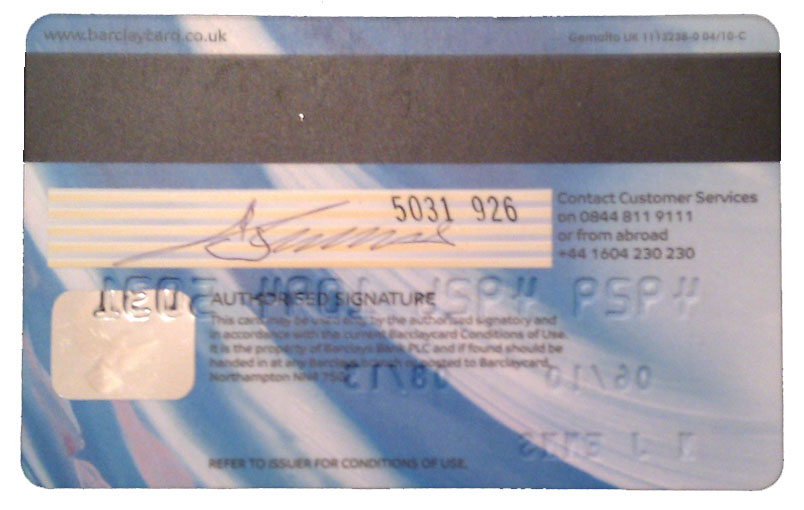 www.barclaycard.co.uk
Gemalto UK 1113238-0 04/10-C
5031 926
Contact Customer Services
on 0844 811 9111
or from abroad
+44 1604 230 230
AUTHORISED SIGNATURE
This card may be used only by the authorised signatory and
in accordance with the current Barclaycard Conditions of Use.
It is the property of Barclays Bank PLC and if found should be
handed in at any Barclays branch or posted to Barclaycard,
Northampton NN4 7SG.
REFER TO ISSUER FOR CONDITIONS OF USE.